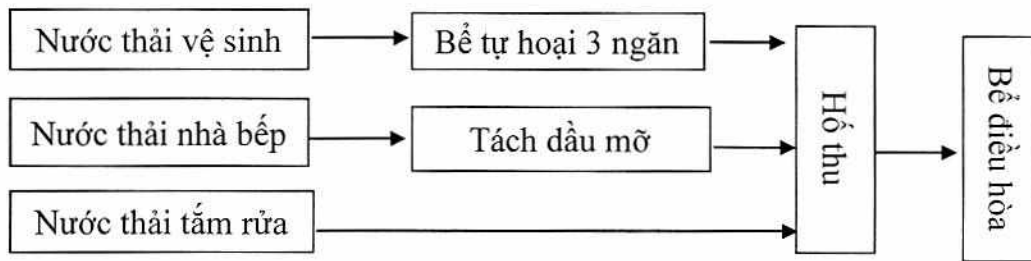 Nước thải vệ sinh
Bể tự hoại 3 ngăn
Nước thải nhà bếp
Tách dầu mỡ
Nước thải tắm rửa
Hố thu
Bể điều hòa